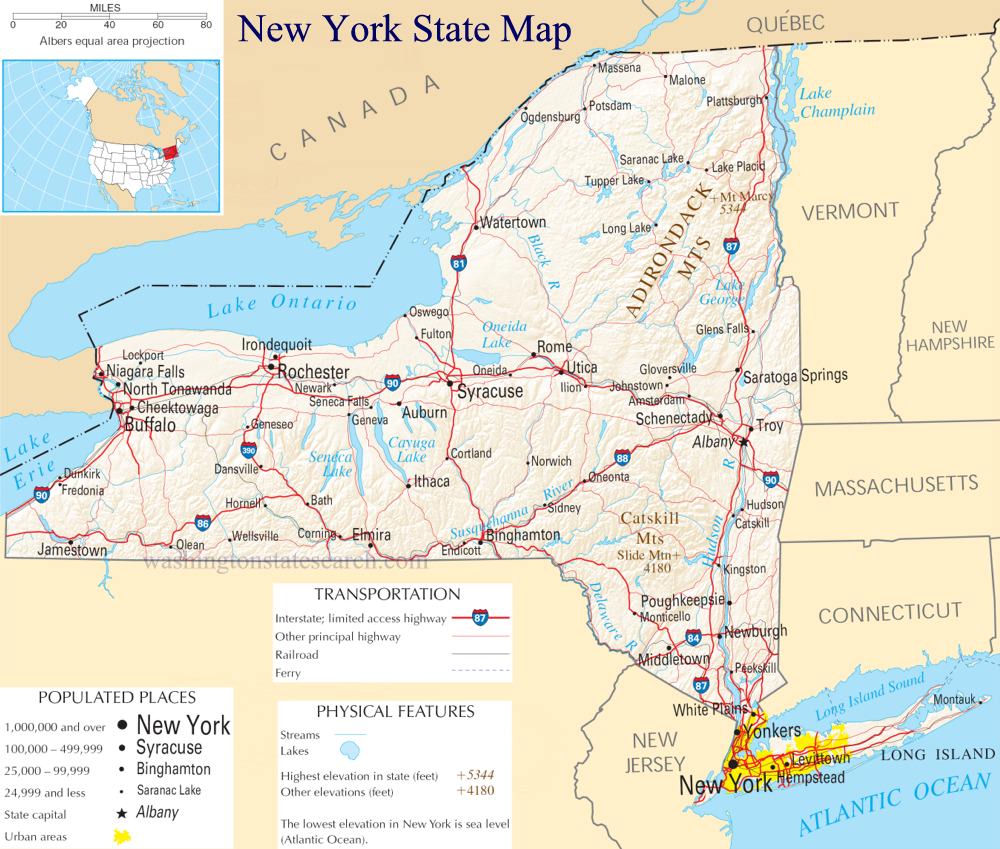 MILES
0 20 40 60 80
Albers equal area projection
New York State Map
QUÉBEC
CANADA
Massena
Malone
Plattsburgh
Lake
Champlain
Ogdensburg
Potsdam
Saranac Lake
Lake Placid
Tupper Lake
+Mt Marcy
5344
VERMONT
Watertown
Long Lake
ADIRONDACK
MTS
Black R
87
81
Lake Ontario
Lake
George
NEW
HAMPSHIRE
Oswego
Fulton
Oneida
Lake
Glens Falls
Lockport
Irondequoit
Rome
Niagara Falls
Rochester
Oneida
Utica
Gloversville
Saratoga Springs
North Tonawanda
Newark
90
Syracuse
Ilion
Johnstown
Amsterdam
Cheektowaga
Seneca Falls
Auburn
Schenectady
Buffalo
Geneva
Troy
Geneseo
Albany
Lake
Erie
390
Seneca
Lake
Cayuga
Lake
Cortland
Norwich
88
R
Dunkirk
Dansville
Oneonta
90
90
Fredonia
Ithaca
MASSACHUSETTS
Hornell
Bath
Susquehanna River
Sidney
Hudson
Catskill
86
Catskill
Mts
Hudson
Wellsville
Corning
Elmira
Binghamton
Jamestown
Olean
Endicott
Slide Mtn+
4180
washingtonstatesearch.com
Kingston
TRANSPORTATION
Interstate; limited access highway
87
Other principal highway
Railroad
Ferry
Delaware R
Poughkeepsie
Monticello
CONNECTICUT
84
Newburgh
Middletown
Peekskill
87
White Plains
Long Island Sound
Montauk
Yonkers
NEW
JERSEY
Levittown
LONG ISLAND
New York
Hempstead
ATLANTIC OCEAN
POPULATED PLACES
1,000,000 and over New York
100,000 – 499,999 Syracuse
25,000 – 99,999 Binghamton
24,999 and less Saranac Lake
State capital Albany
Urban areas
PHYSICAL FEATURES
Streams
Lakes
Highest elevation in state (feet) +5344
Other elevations (feet) +4180
The lowest elevation in New York is sea level
(Atlantic Ocean).